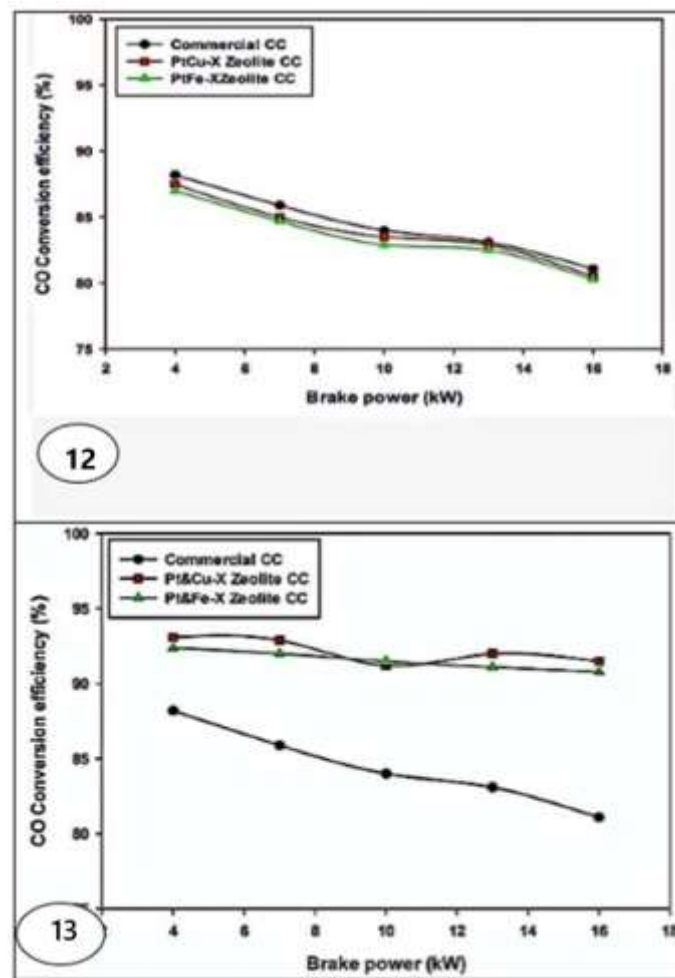 100
Commercial CC
PtCu-X Zeolite CC
PtFe-XZeolite CC
95
90
85
80
75
CO Conversion efficiency (%)
2 4 6 8 10 12 14 16 18
Brake power (kW)
12
100
Commercial CC
Pt&Cu-X Zeolite CC
Pt&Fe-X Zeolite CC
95
90
85
80
CO Conversion efficiency (%)
4 6 8 10 12 14 16 18
Brake power (kW)
13